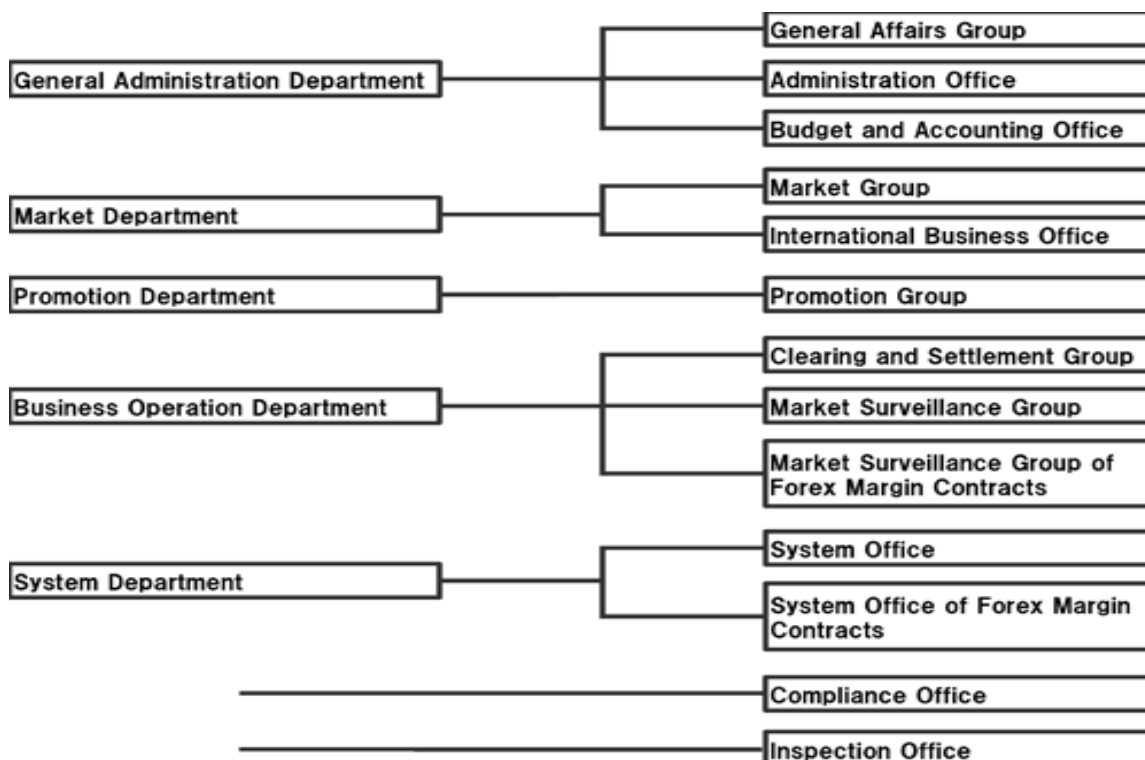 General Affairs Group
General Administration Department
Administration Office
Budget and Accounting Office
Market Group
Market Department
International Business Office
Promotion Department
Promotion Group
Clearing and Settlement Group
Business Operation Department
Market Surveillance Group
Market Surveillance Group of
Forex Margin Contracts
System Office
System Department
System Office of Forex Margin
Contracts
Compliance Office
Inspection Office